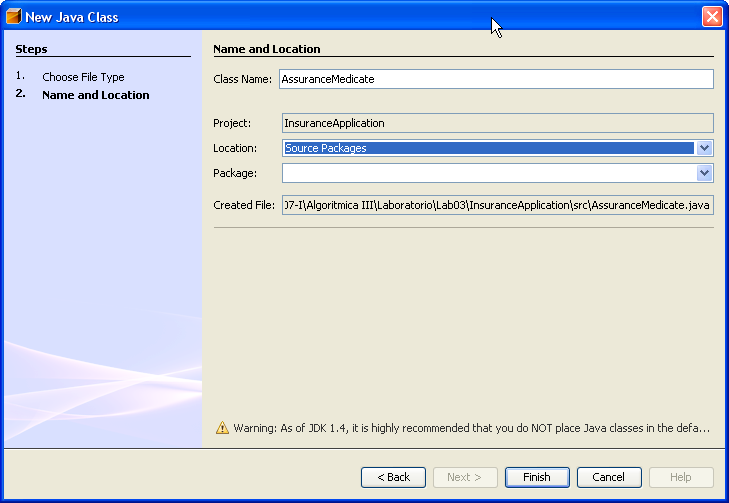 New Java Class
Steps
1. Choose File Type
2. Name and Location
Name and Location
Class Name: AssuranceMedicate
Project: InsuranceApplication
Location: Source Packages
Package:
Created File: 07-I\Algoritmica III\Laboratorio\Lab03\InsuranceApplication\src\AssuranceMedicate.java
Warning: As of JDK 1.4, it is highly recommended that you do NOT place Java classes in the defa...
< Back Next > Finish Cancel Help